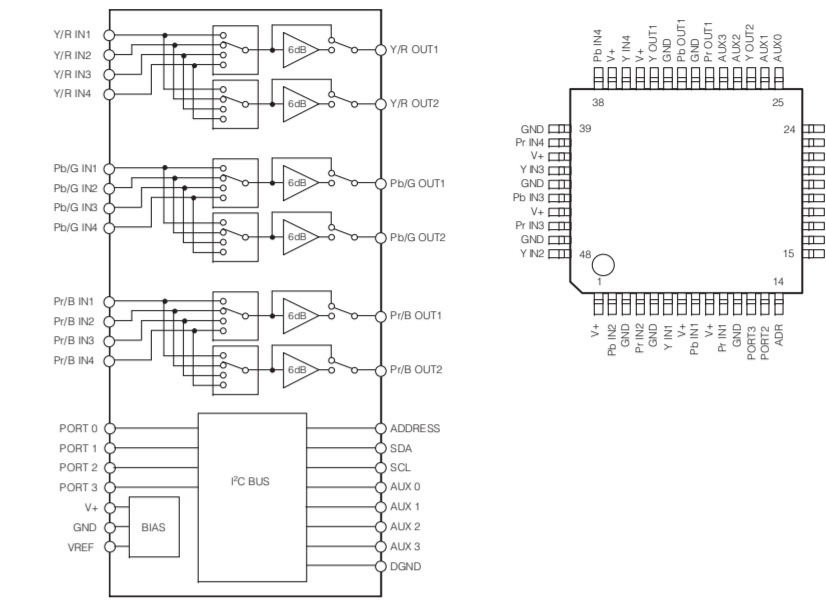 Y/R IN1
Y/R IN2
Y/R IN3
Y/R IN4
6dB
6dB
Y/R OUT1
Y/R OUT2
Pb/G IN1
Pb/G IN2
Pb/G IN3
Pb/G IN4
6dB
6dB
Pb/G OUT1
Pb/G OUT2
Pr/B IN1
Pr/B IN2
Pr/B IN3
Pr/B IN4
6dB
6dB
Pr/B OUT1
Pr/B OUT2
PORT 0
PORT 1
PORT 2
PORT 3
V+
GND
VREF
BIAS
I²C BUS
ADDRESS
SDA
SCL
AUX 0
AUX 1
AUX 2
AUX 3
DGND
Pb IN4
V+
Y IN4
V+
Y OUT1
GND
Pb OUT1
GND
Pr OUT1
AUX3
AUX2
Y OUT2
AUX1
AUX0
38
25
39
24
GND
Pr IN4
V+
Y IN3
GND
Pb IN3
V+
Pr IN3
GND
Y IN2
48
15
1
14
V+
Pb IN2
GND
Pr IN2
GND
Y IN1
V+
Pb IN1
V+
Pr IN1
GND
PORT3
PORT2
ADR